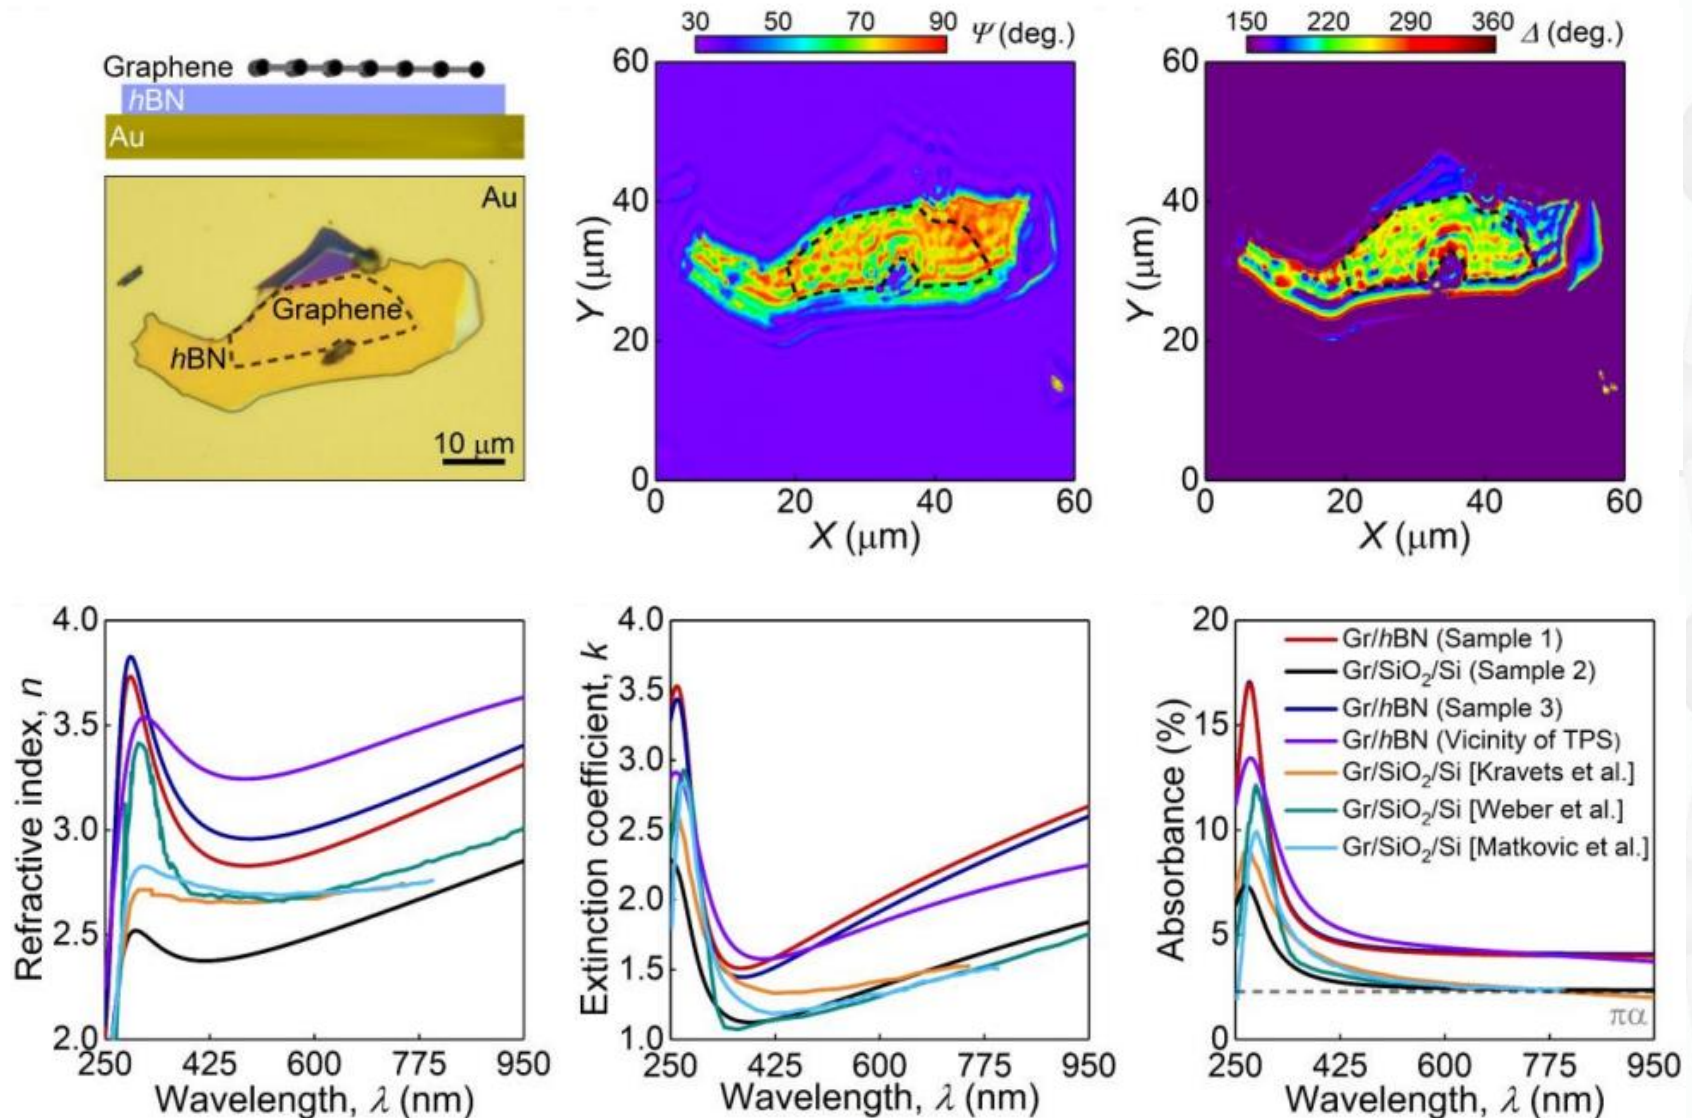 Graphene
hBN
Au
Au
Graphene
hBN
10 μm
30 50 70 90 Ψ (deg.)
60
40
20
0
Y (μm)
0 20 40 60
X (μm)
150 220 290 360 Δ (deg.)
60
40
20
0
Y (μm)
0 20 40 60
X (μm)
4.0
3.5
3.0
2.5
2.0
Refractive index, n
250 425 600 775 950
Wavelength, λ (nm)
4.0
3.5
3.0
2.5
2.0
1.5
1.0
Extinction coefficient, k
250 425 600 775 950
Wavelength, λ (nm)
20
15
10
5
0
Absorbance (%)
Gr/hBN (Sample 1)
Gr/SiO₂/Si (Sample 2)
Gr/hBN (Sample 3)
Gr/hBN (Vicinity of TPS)
Gr/SiO₂/Si [Kravets et al.]
Gr/SiO₂/Si [Weber et al.]
Gr/SiO₂/Si [Matkovic et al.]
πα
250 425 600 775 950
Wavelength, λ (nm)